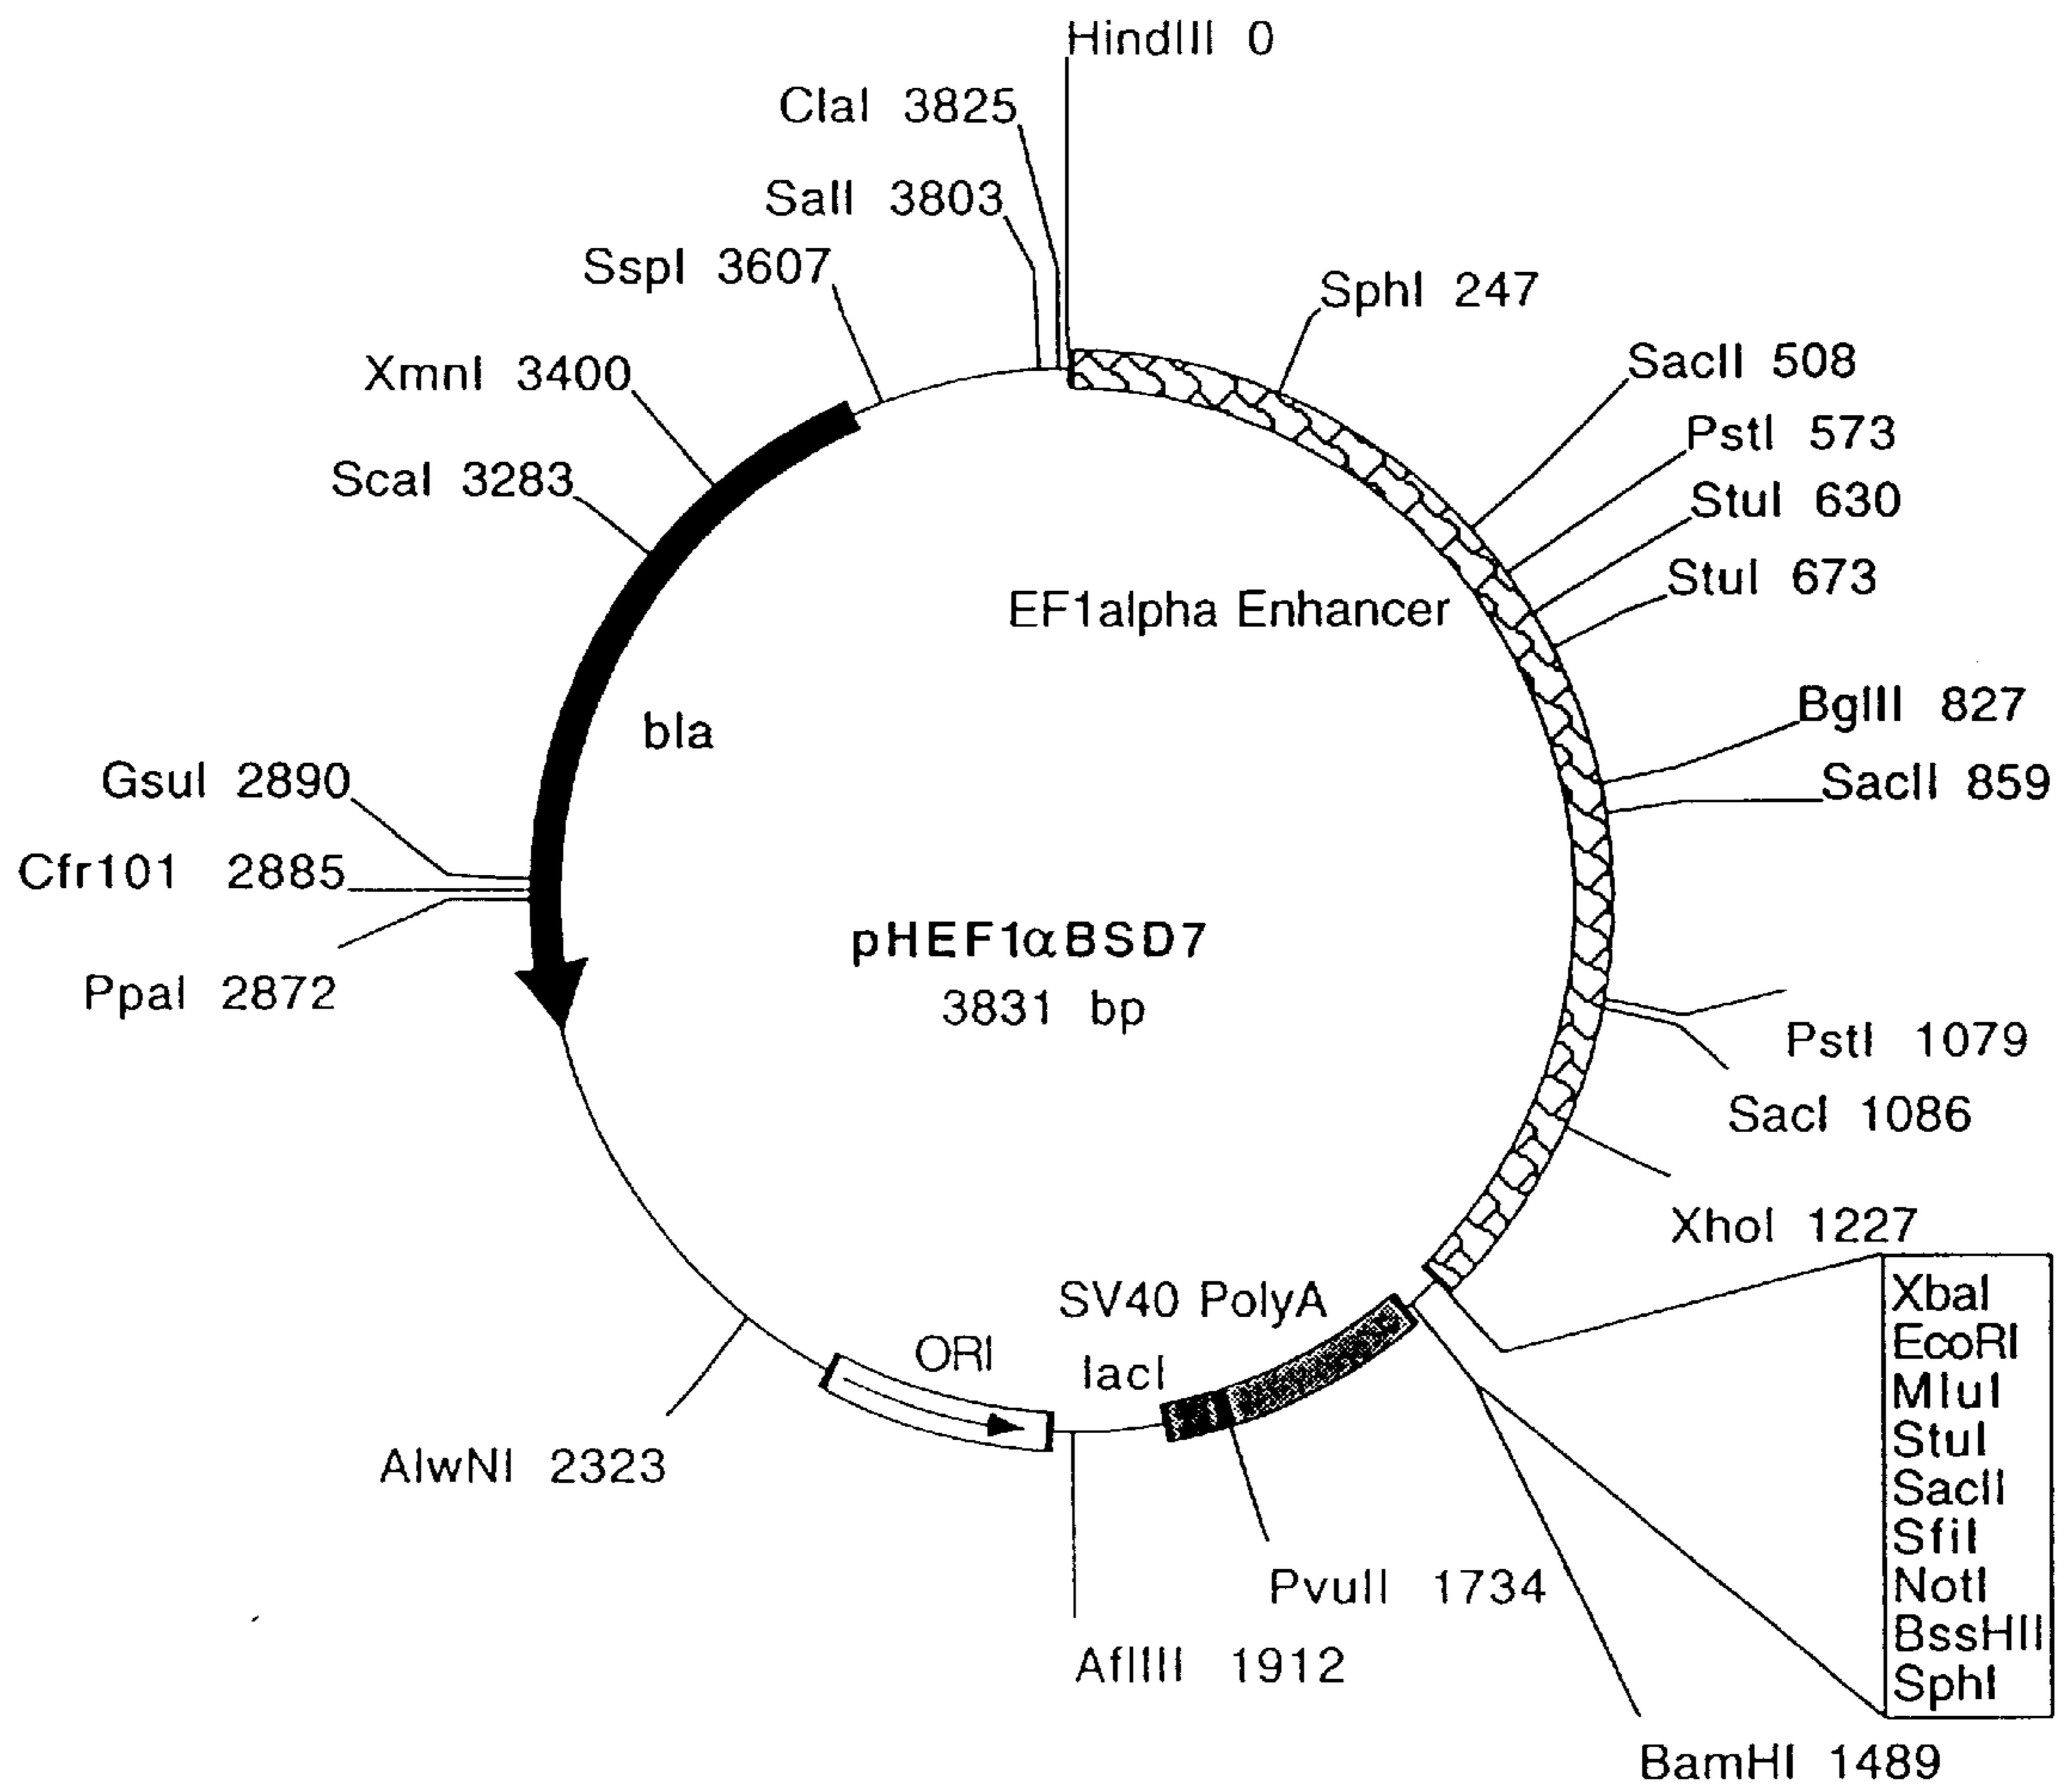 HindIII 0
ClaI 3825
SalI 3803
SspI 3607
SphI 247
XmnI 3400
SacII 508
PstI 573
ScaI 3283
StuI 630
StuI 673
EF1alpha Enhancer
bla
BglII 827
GsuI 2890
SacII 859
Cfr101 2885
pHEF1αBSD7
PpaI 2872
3831 bp
PstI 1079
SacI 1086
XhoI 1227
SV40 PolyA
ORI
lacI
XbaI
EcoRI
MluI
StuI
SacII
SfiI
NotI
BssHII
SphI
AlwNI 2323
PvuII 1734
AflIII 1912
BamHI 1489